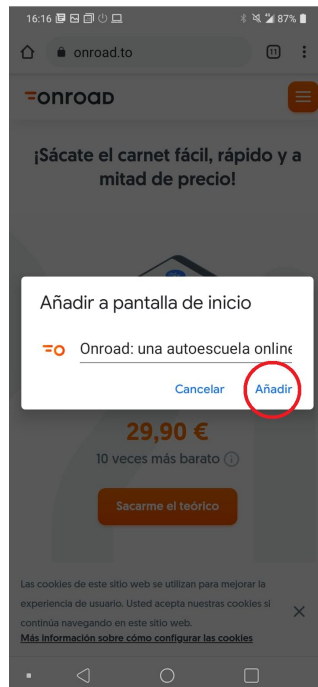 16:16 87%
onroad.to 11
onroad
¡Sácate el carnet fácil, rápido y a
mitad de precio!
Añadir a pantalla de inicio
Onroad: una autoescuela online
Cancelar Añadir
29,90 €
10 veces más barato
Sacarme el teórico
Las cookies de este sitio web se utilizan para mejorar la
experiencia de usuario. Usted acepta nuestras cookies si
continúa navegando en este sitio web.
Más información sobre cómo configurar las cookies